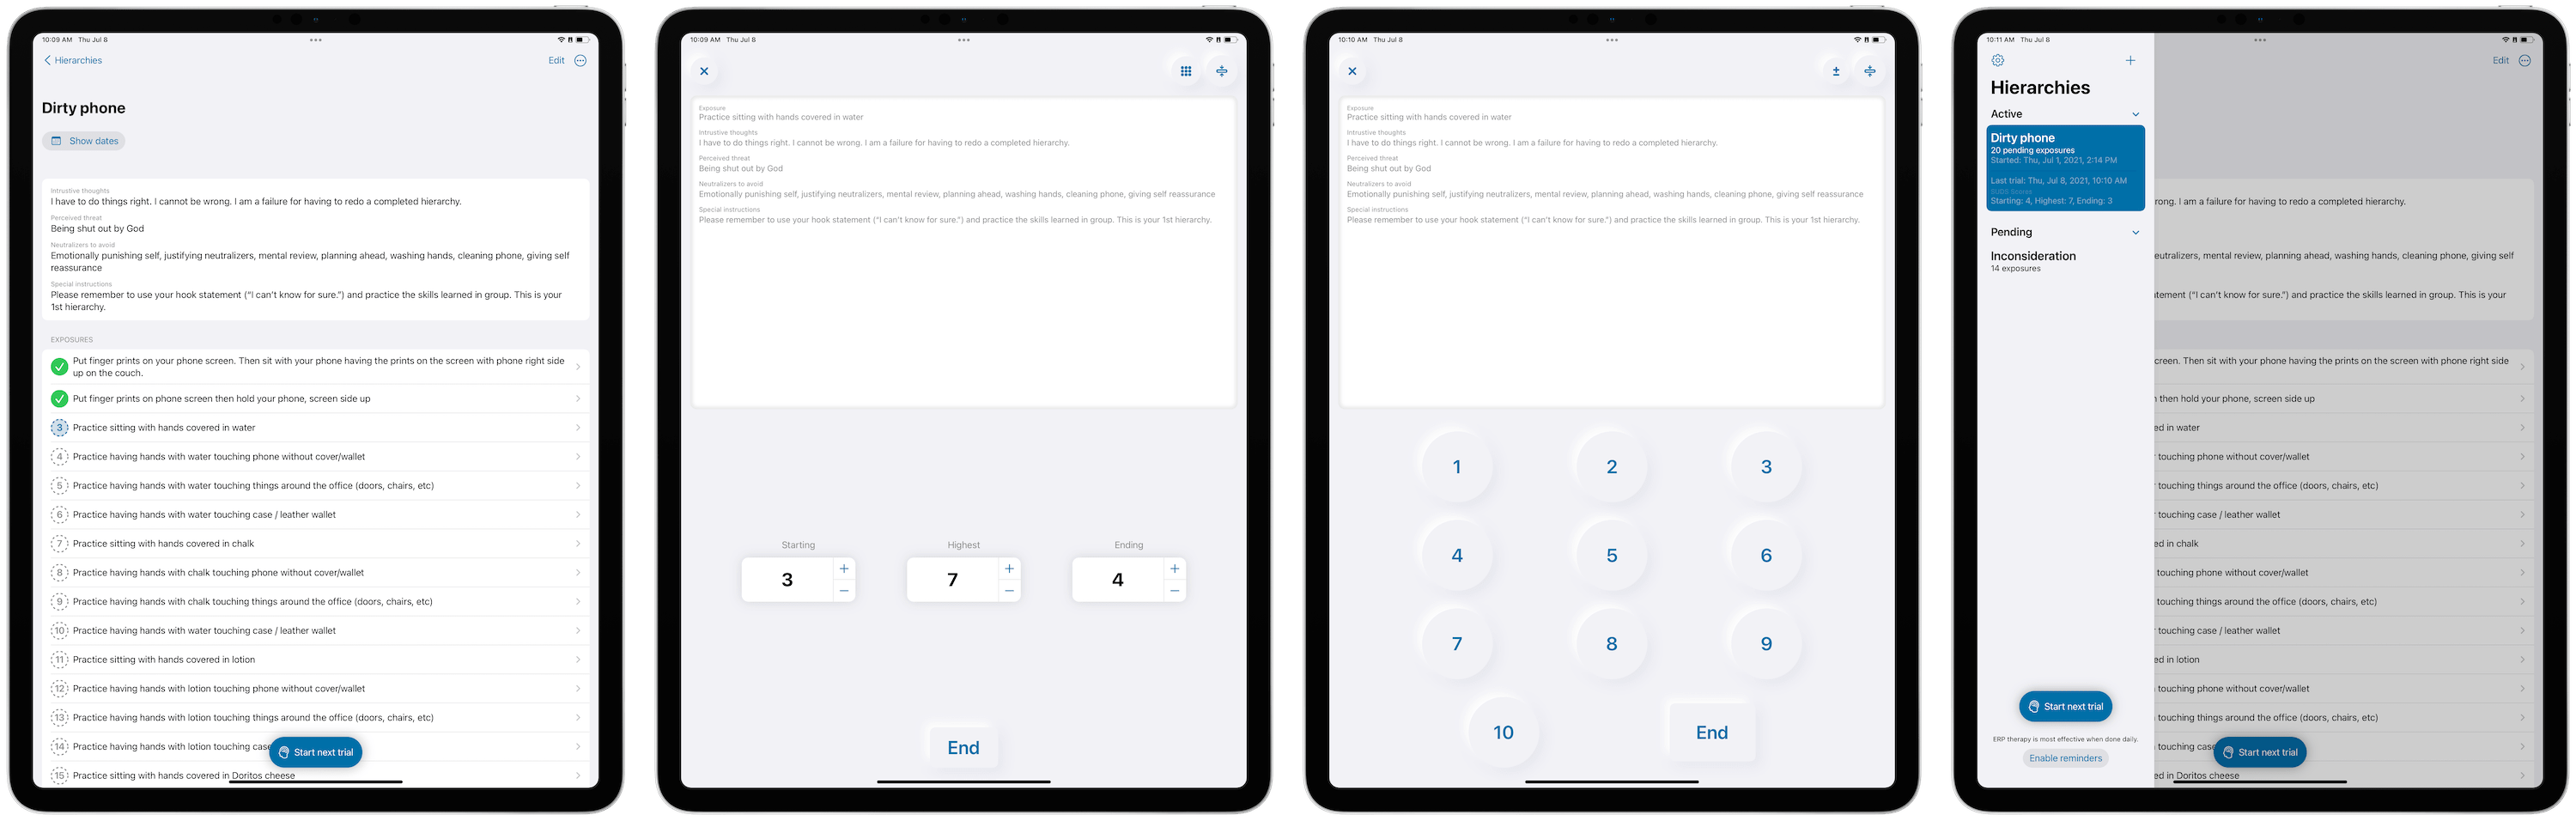 10:09 AM Thu Jul 8
Hierarchies
Edit
Dirty phone
Show dates
Intrustive thoughts
I have to do things right. I cannot be wrong. I am a failure for having to redo a completed hierarchy.
Perceived threat
Being shut out by God
Neutralizers to avoid
Emotionally punishing self, justifying neutralizers, mental review, planning ahead, washing hands, cleaning phone, giving self
reassurance
Special instructions
Please remember to use your hook statement (“I can’t know for sure.”) and practice the skills learned in group. This is your
1st hierarchy.
EXPOSURES
Put finger prints on your phone screen. Then sit with your phone having the prints on the screen with phone right side
up on the couch.
Put finger prints on phone screen then hold your phone, screen side up
3 Practice sitting with hands covered in water
4 Practice having hands with water touching phone without cover/wallet
5 Practice having hands with water touching things around the office (doors, chairs, etc)
6 Practice having hands with water touching case / leather wallet
7 Practice sitting with hands covered in chalk
8 Practice having hands with chalk touching phone without cover/wallet
9 Practice having hands with chalk touching things around the office (doors, chairs, etc)
10 Practice having hands with water touching case / leather wallet
11 Practice sitting with hands covered in lotion
12 Practice having hands with lotion touching phone without cover/wallet
13 Practice having hands with lotion touching things around the office (doors, chairs, etc)
14 Practice having hands with lotion touching case
Start next trial
15 Practice sitting with hands covered in Doritos cheese
10:09 AM Thu Jul 8
Exposure
Practice sitting with hands covered in water
Intrustive thoughts
I have to do things right. I cannot be wrong. I am a failure for having to redo a completed hierarchy.
Perceived threat
Being shut out by God
Neutralizers to avoid
Emotionally punishing self, justifying neutralizers, mental review, planning ahead, washing hands, cleaning phone, giving self reassurance
Special instructions
Please remember to use your hook statement (“I can’t know for sure.”) and practice the skills learned in group. This is your 1st hierarchy.
Starting Highest Ending
3 + − 7 + − 4 + −
End
10:10 AM Thu Jul 8
Exposure
Practice sitting with hands covered in water
Intrustive thoughts
I have to do things right. I cannot be wrong. I am a failure for having to redo a completed hierarchy.
Perceived threat
Being shut out by God
Neutralizers to avoid
Emotionally punishing self, justifying neutralizers, mental review, planning ahead, washing hands, cleaning phone, giving self reassurance
Special instructions
Please remember to use your hook statement (“I can’t know for sure.”) and practice the skills learned in group. This is your 1st hierarchy.
1 2 3
4 5 6
7 8 9
10 End
10:11 AM Thu Jul 8
Hierarchies
Active
Dirty phone
20 pending exposures
Started: Thu, Jul 1, 2021, 2:14 PM
Last trial: Thu, Jul 8, 2021, 10:10 AM
SUDS Scores
Starting: 4, Highest: 7, Ending: 3
Pending
Inconsideration
14 exposures
Start next trial
ERP therapy is most effective when done daily.
Enable reminders
Edit
rong. I am a failure for having to redo a completed hierarchy.
eutralizers, mental review, planning ahead, washing hands, cleaning phone, giving self
tement (“I can’t know for sure.”) and practice the skills learned in group. This is your
creen. Then sit with your phone having the prints on the screen with phone right side
then hold your phone, screen side up
ed in water
touching phone without cover/wallet
touching things around the office (doors, chairs, etc)
touching case / leather wallet
ed in chalk
touching phone without cover/wallet
touching things around the office (doors, chairs, etc)
touching case / leather wallet
ed in lotion
touching phone without cover/wallet
touching things around the office (doors, chairs, etc)
touching case
Start next trial
ed in Doritos cheese